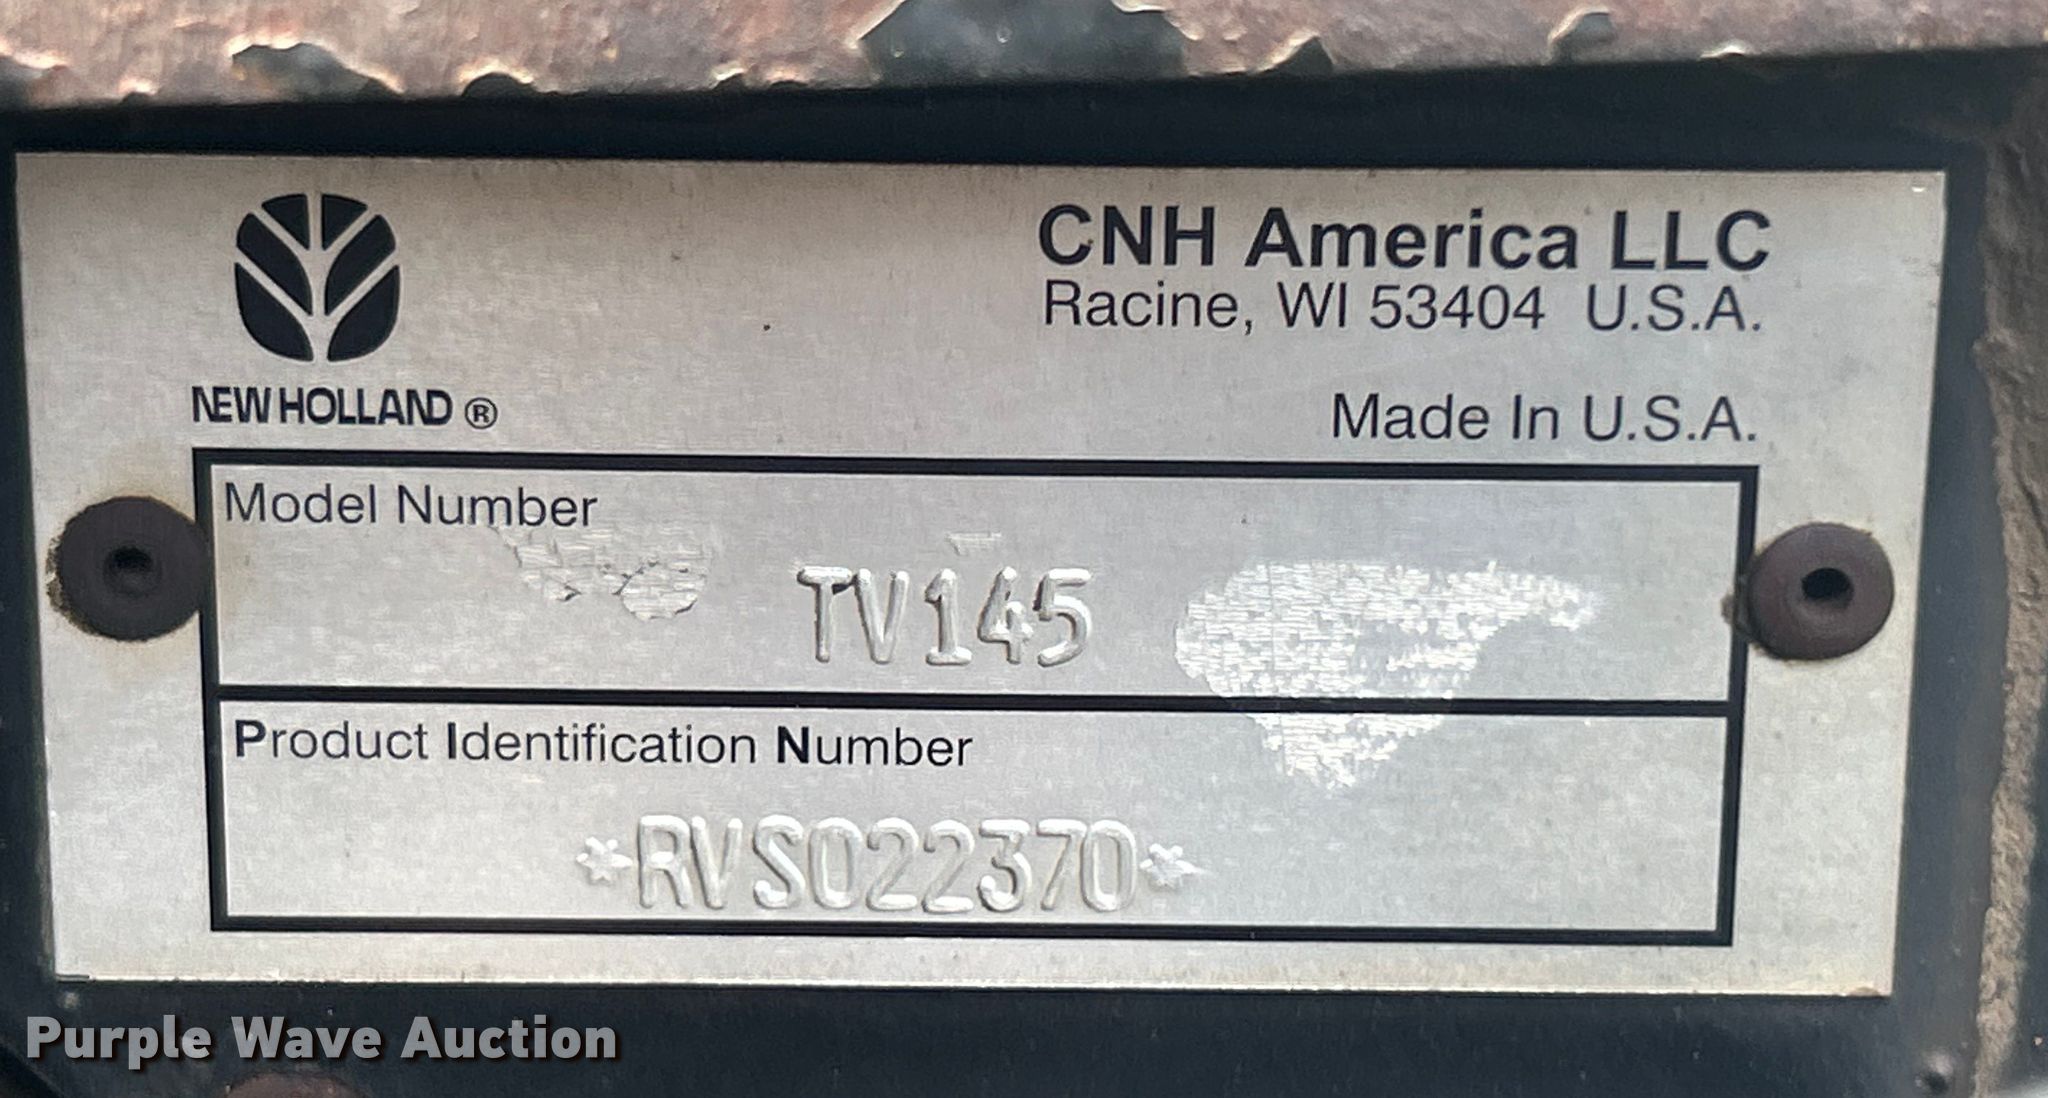 CNH America LLC
Racine, WI 53404 U.S.A.
NEW HOLLAND ®
Made In U.S.A.
Model Number
TV145
Product Identification Number
*RVS022370*
Purple Wave Auction